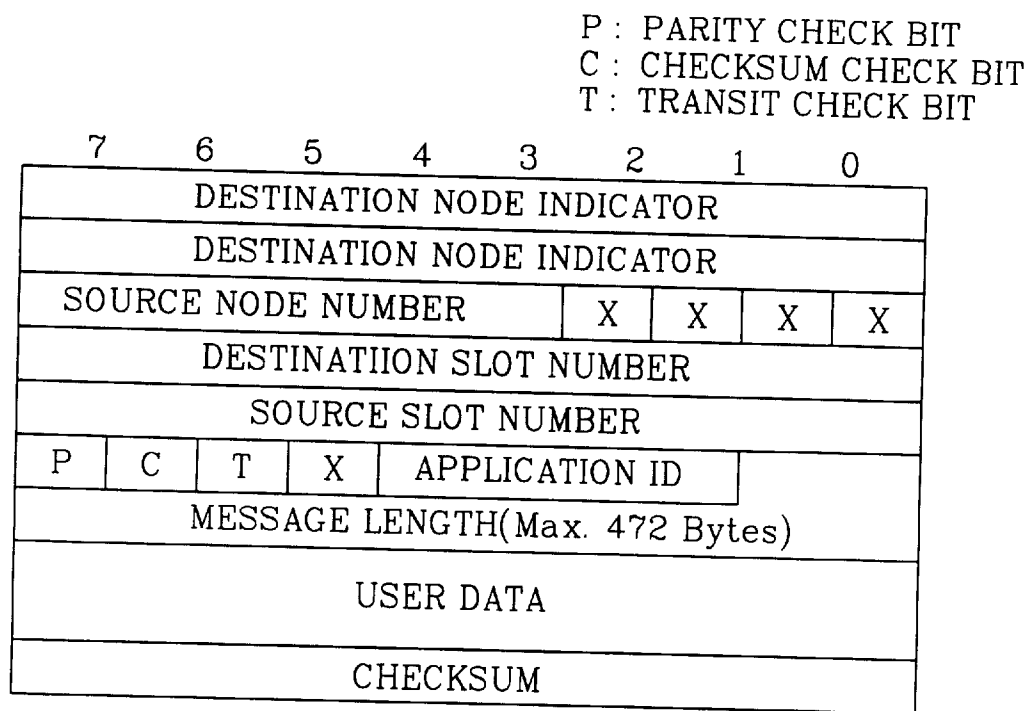 P : PARITY CHECK BIT
C : CHECKSUM CHECK BIT
T : TRANSIT CHECK BIT
7 6 5 4 3 2 1 0
DESTINATION NODE INDICATOR
DESTINATION NODE INDICATOR
SOURCE NODE NUMBER X X X X
DESTINATIION SLOT NUMBER
SOURCE SLOT NUMBER
P C T X APPLICATION ID
MESSAGE LENGTH(Max. 472 Bytes)
USER DATA
CHECKSUM